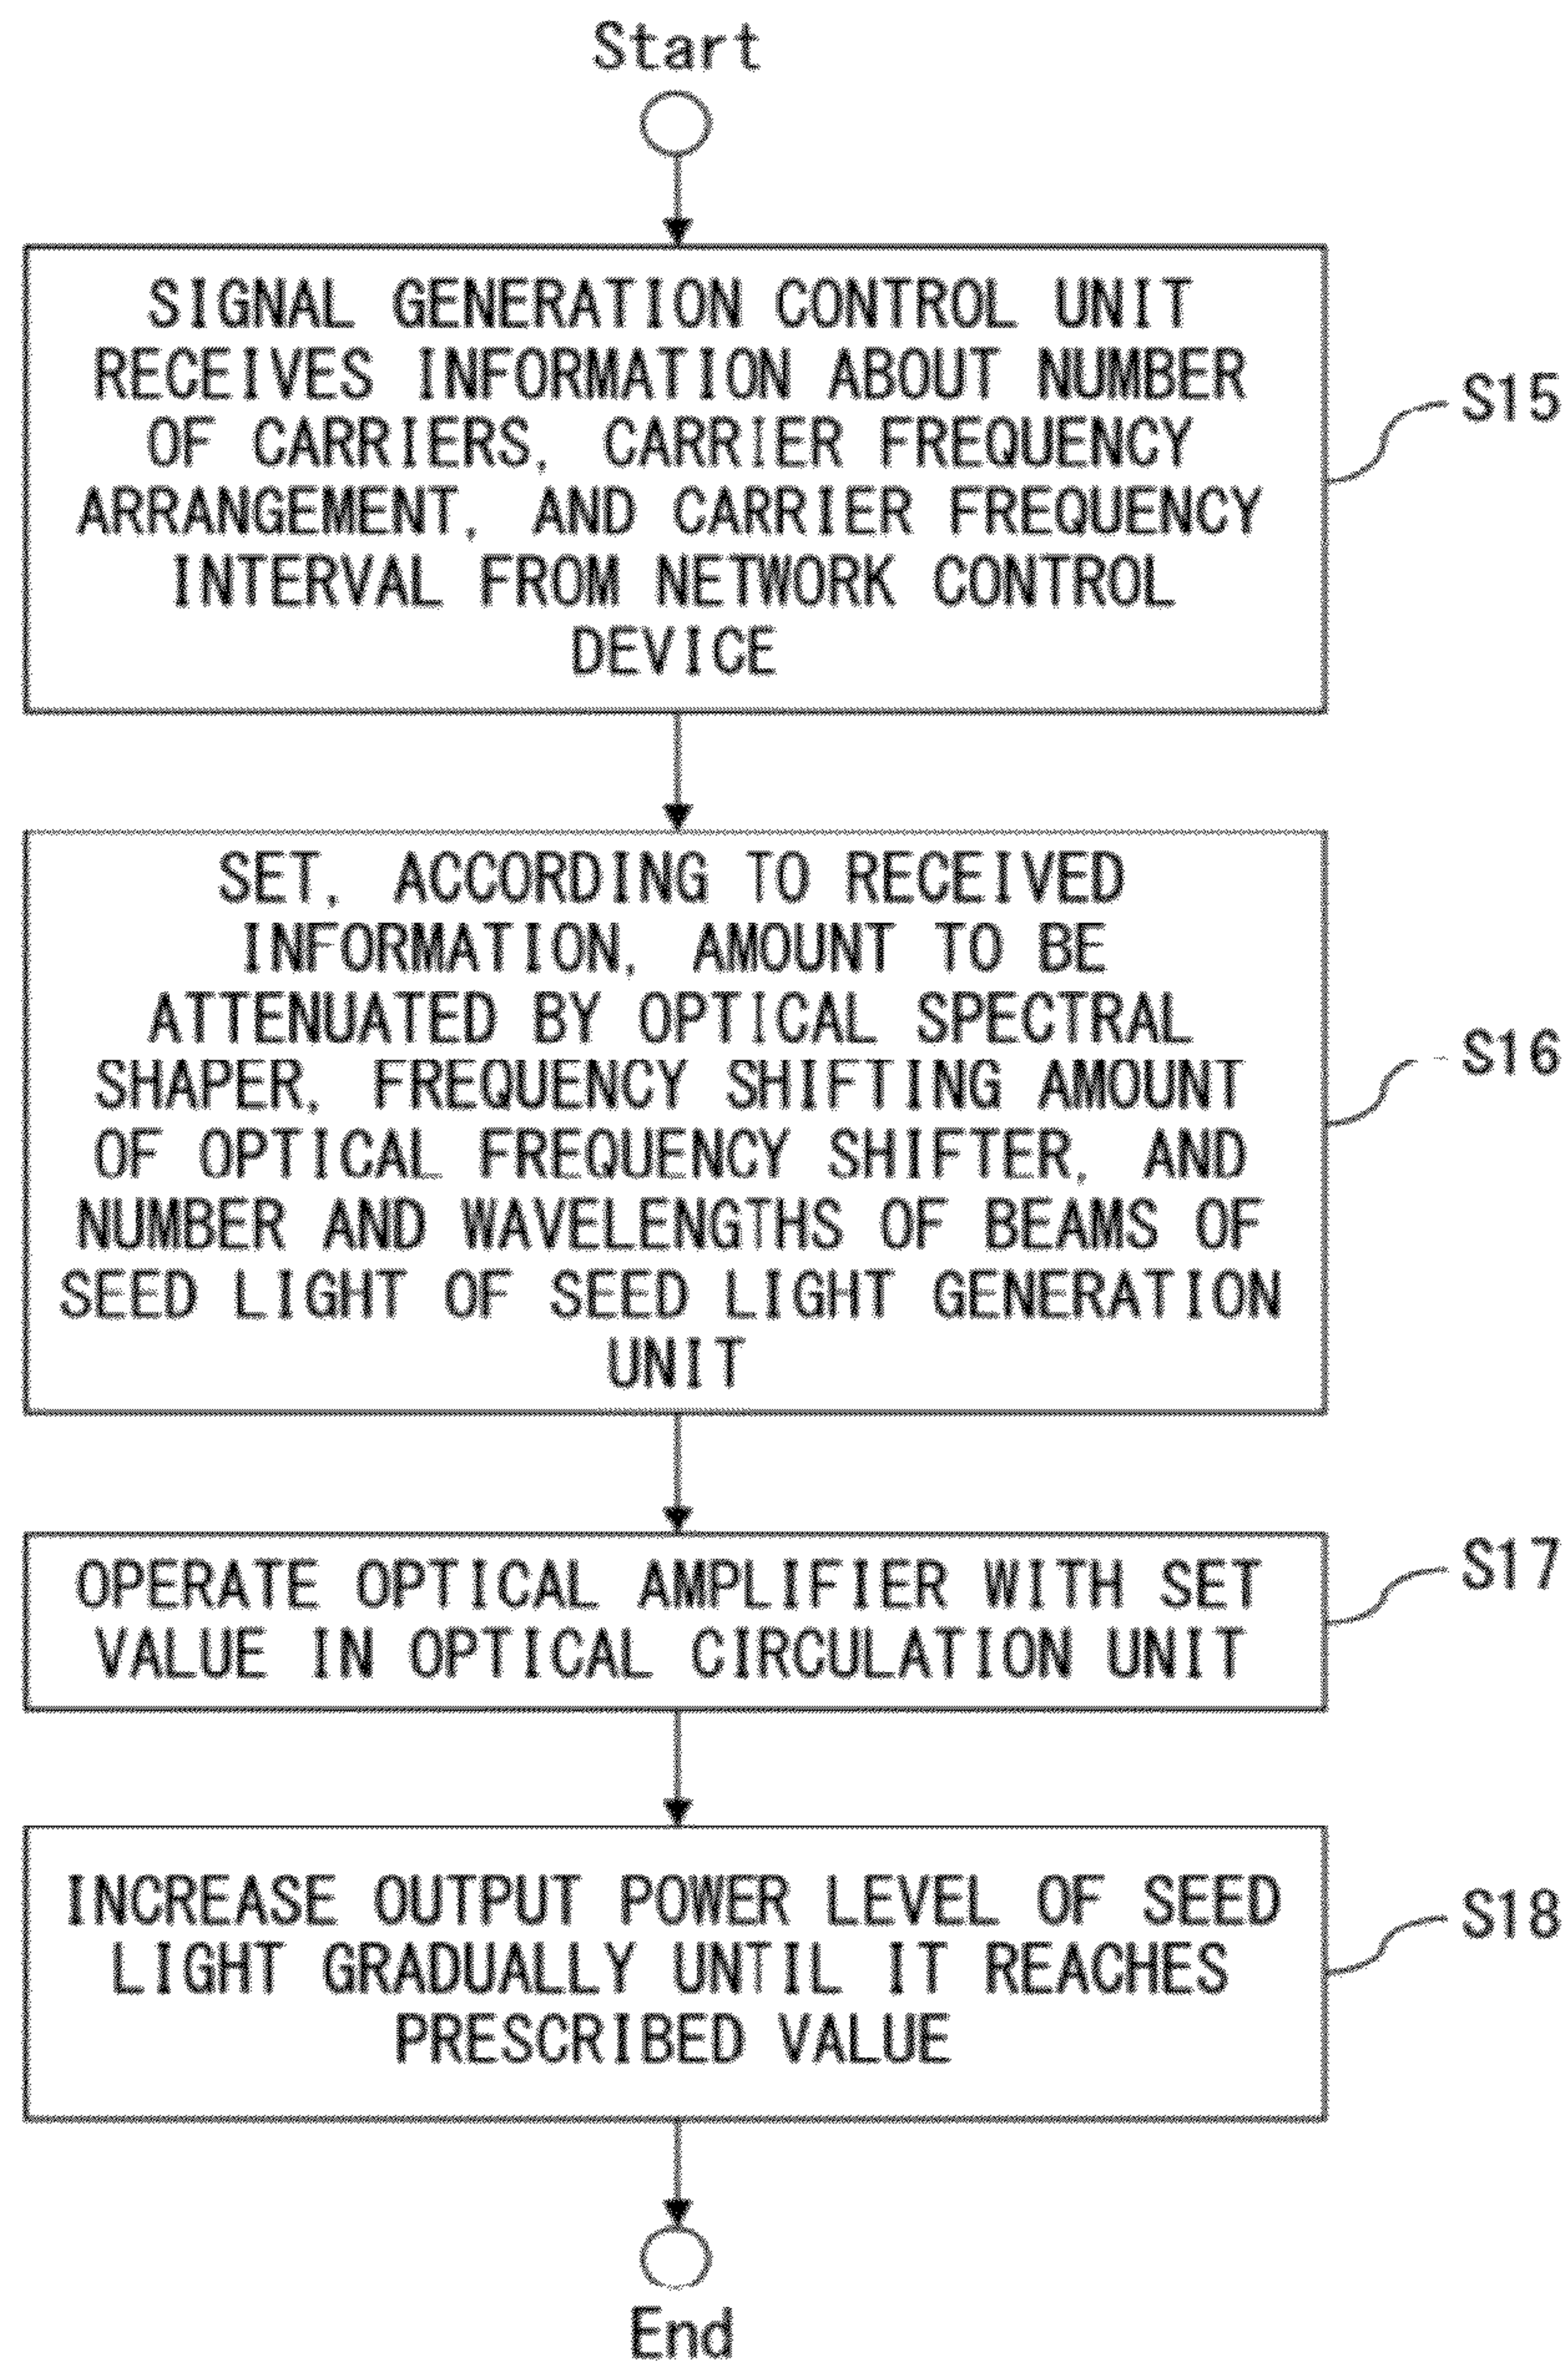 Start
SIGNAL GENERATION CONTROL UNIT
RECEIVES INFORMATION ABOUT NUMBER
OF CARRIERS, CARRIER FREQUENCY
ARRANGEMENT, AND CARRIER FREQUENCY
INTERVAL FROM NETWORK CONTROL
DEVICE
S15
SET, ACCORDING TO RECEIVED
INFORMATION, AMOUNT TO BE
ATTENUATED BY OPTICAL SPECTRAL
SHAPER, FREQUENCY SHIFTING AMOUNT
OF OPTICAL FREQUENCY SHIFTER, AND
NUMBER AND WAVELENGTHS OF BEAMS OF
SEED LIGHT OF SEED LIGHT GENERATION
UNIT
S16
OPERATE OPTICAL AMPLIFIER WITH SET
VALUE IN OPTICAL CIRCULATION UNIT
S17
INCREASE OUTPUT POWER LEVEL OF SEED
LIGHT GRADUALLY UNTIL IT REACHES
PRESCRIBED VALUE
S18
End